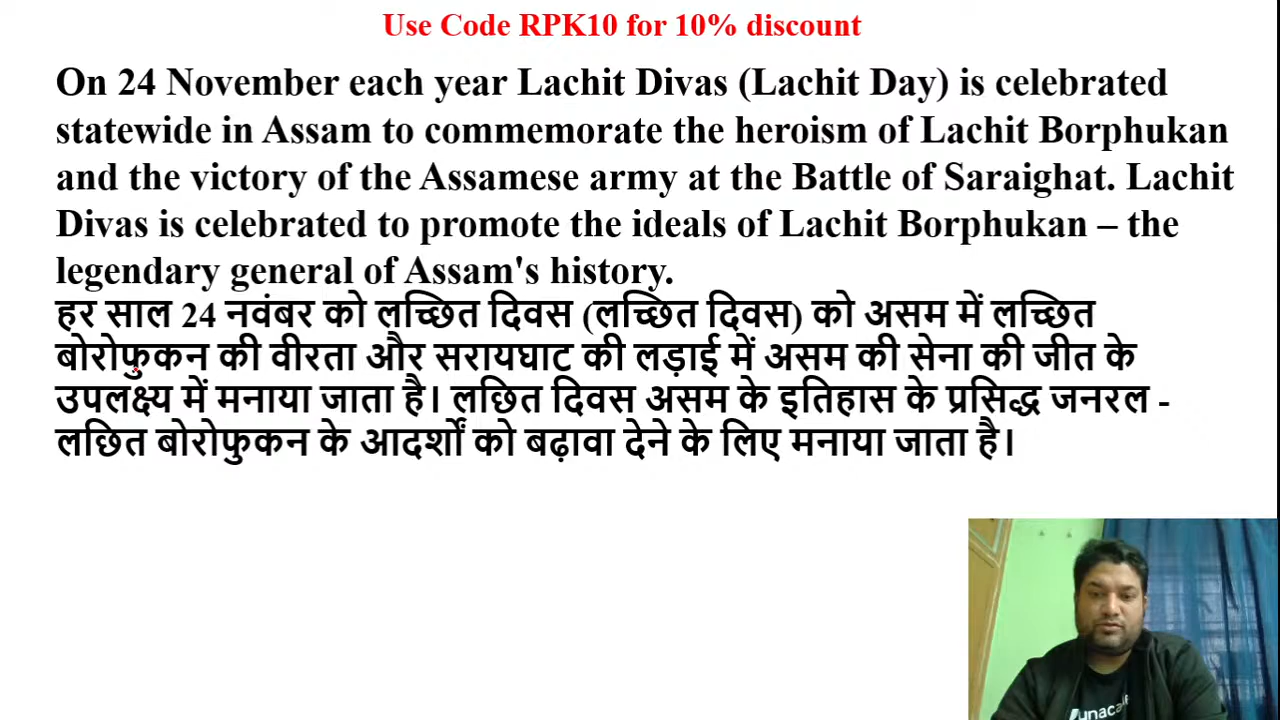 Use Code RPK10 for 10% discount
On 24 November each year Lachit Divas (Lachit Day) is celebrated
statewide in Assam to commemorate the heroism of Lachit Borphukan
and the victory of the Assamese army at the Battle of Saraighat. Lachit
Divas is celebrated to promote the ideals of Lachit Borphukan – the
legendary general of Assam's history.
हर साल 24 नवंबर को लच्छित दिवस (लच्छित दिवस) को असम में लच्छित
बोरोफुकन की वीरता और सरायघाट की लड़ाई में असम की सेना की जीत के
उपलक्ष्य में मनाया जाता है। लछित दिवस असम के इतिहास के प्रसिद्ध जनरल -
लछित बोरोफुकन के आदर्शों को बढ़ावा देने के लिए मनाया जाता है।